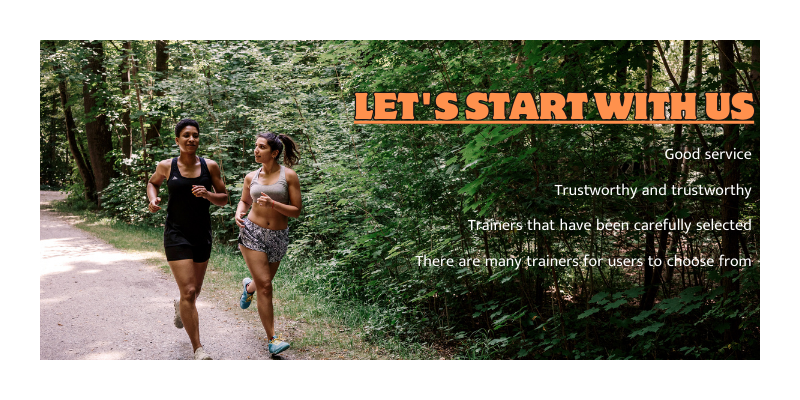 LET'S START WITH US
Good service
Trustworthy and trustworthy
Trainers that have been carefully selected
There are many trainers for users to choose from